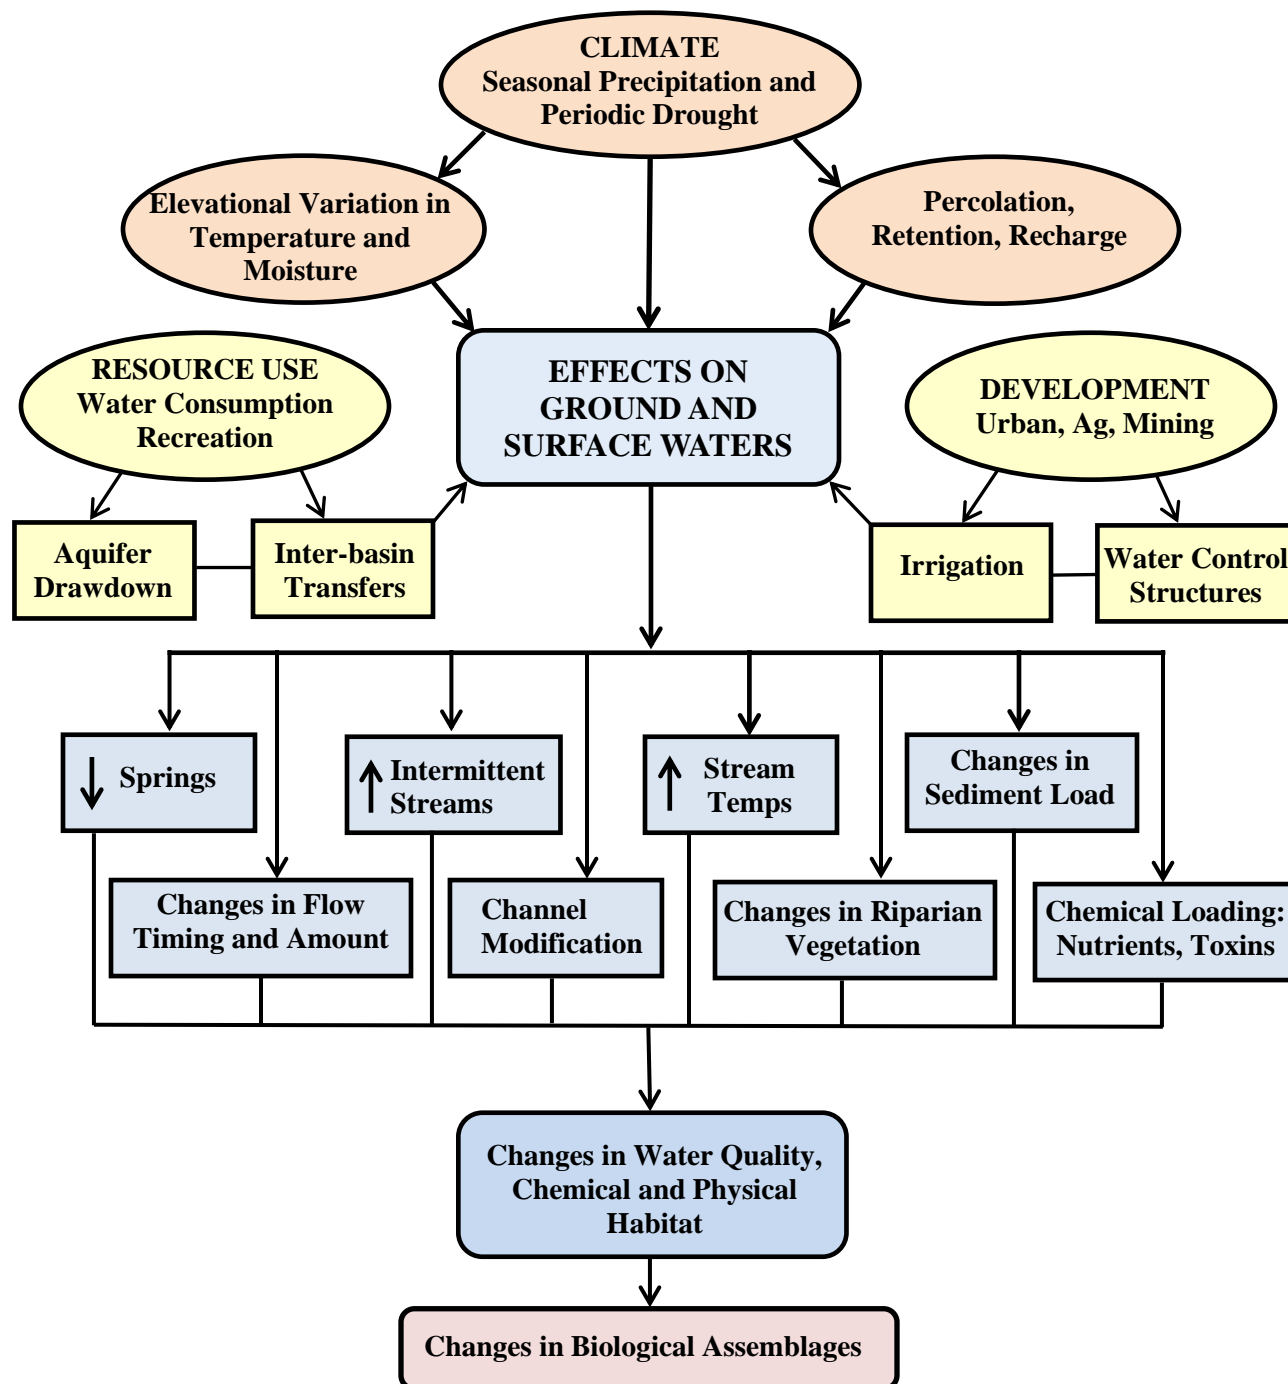 CLIMATE
Seasonal Precipitation and
Periodic Drought
Elevational Variation in
Temperature and
Moisture
Percolation,
Retention, Recharge
RESOURCE USE
Water Consumption
Recreation
EFFECTS ON
GROUND AND
SURFACE WATERS
DEVELOPMENT
Urban, Ag, Mining
Aquifer
Drawdown
Inter-basin
Transfers
Irrigation
Water Control
Structures
Springs
Intermittent
Streams
Stream
Temps
Changes in
Sediment Load
Changes in Flow
Timing and Amount
Channel
Modification
Changes in Riparian
Vegetation
Chemical Loading:
Nutrients, Toxins
Changes in Water Quality,
Chemical and Physical
Habitat
Changes in Biological Assemblages